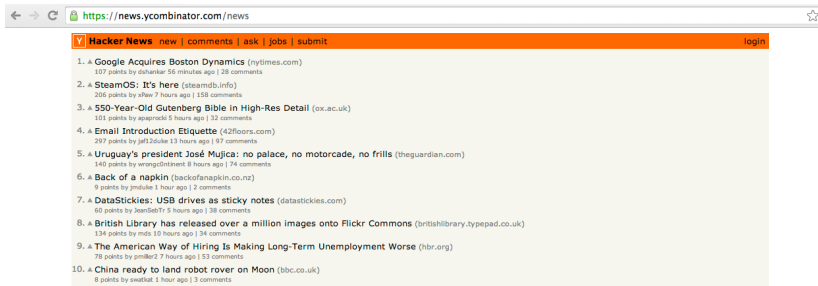 https://news.ycombinator.com/news
Y Hacker News new | comments | ask | jobs | submit login
1. Google Acquires Boston Dynamics (nytimes.com)
107 points by dshanker 56 minutes ago | 28 comments
2. SteamOS: It's here (steamdb.info)
206 points by xPaw 7 hours ago | 158 comments
3. 550-Year-Old Gutenberg Bible in High-Res Detail (ox.ac.uk)
101 points by apaprocki 5 hours ago | 32 comments
4. Email Introduction Etiquette (42floors.com)
297 points by jaf12duke 13 hours ago | 97 comments
5. Uruguay's president José Mujica: no palace, no motorcade, no frills (theguardian.com)
140 points by wrongc0ntinent 8 hours ago | 74 comments
6. Back of a napkin (backofanapkin.co.nz)
9 points by jmduke 1 hour ago | 2 comments
7. DataStickies: USB drives as sticky notes (datastickies.com)
60 points by JeanSebTr 5 hours ago | 38 comments
8. British Library has released over a million images onto Flickr Commons (britishlibrary.typepad.co.uk)
134 points by mds 10 hours ago | 34 comments
9. The American Way of Hiring Is Making Long-Term Unemployment Worse (hbr.org)
78 points by pmiller2 7 hours ago | 53 comments
10. China ready to land robot rover on Moon (bbc.co.uk)
8 points by swatkat 1 hour ago | 3 comments